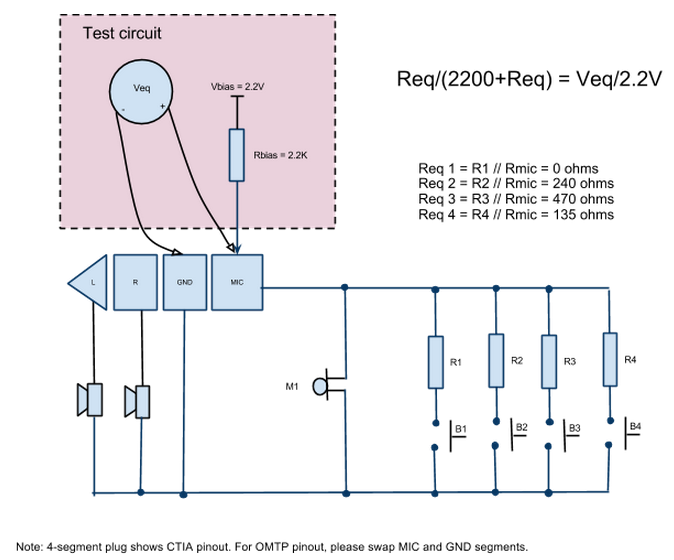 Test circuit
Veq
-
+
Vbias = 2.2V
Rbias = 2.2K
Req/(2200+Req) = Veq/2.2V
Req 1 = R1 // Rmic = 0 ohms
Req 2 = R2 // Rmic = 240 ohms
Req 3 = R3 // Rmic = 470 ohms
Req 4 = R4 // Rmic = 135 ohms
L
R
GND
MIC
M1
R1
R2
R3
R4
B1
B2
B3
B4
Note: 4-segment plug shows CTIA pinout. For OMTP pinout, please swap MIC and GND segments.